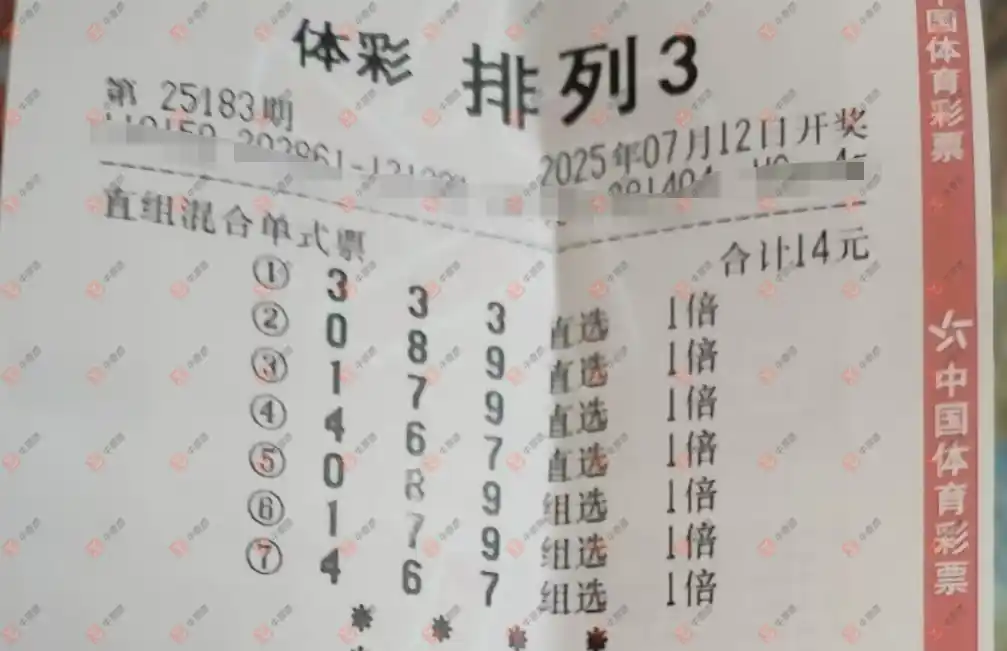 体彩 排列3
第 25183期
2025年07月12日开奖
直组混合单式票
合计14元
① 3 3 3 直选 1倍
② 0 8 9 直选 1倍
③ 1 7 9 直选 1倍
④ 4 6 7 直选 1倍
⑤ 0 8 9 组选 1倍
⑥ 1 7 9 组选 1倍
⑦ 4 6 7 组选 1倍
国体育彩票
中国体育彩票